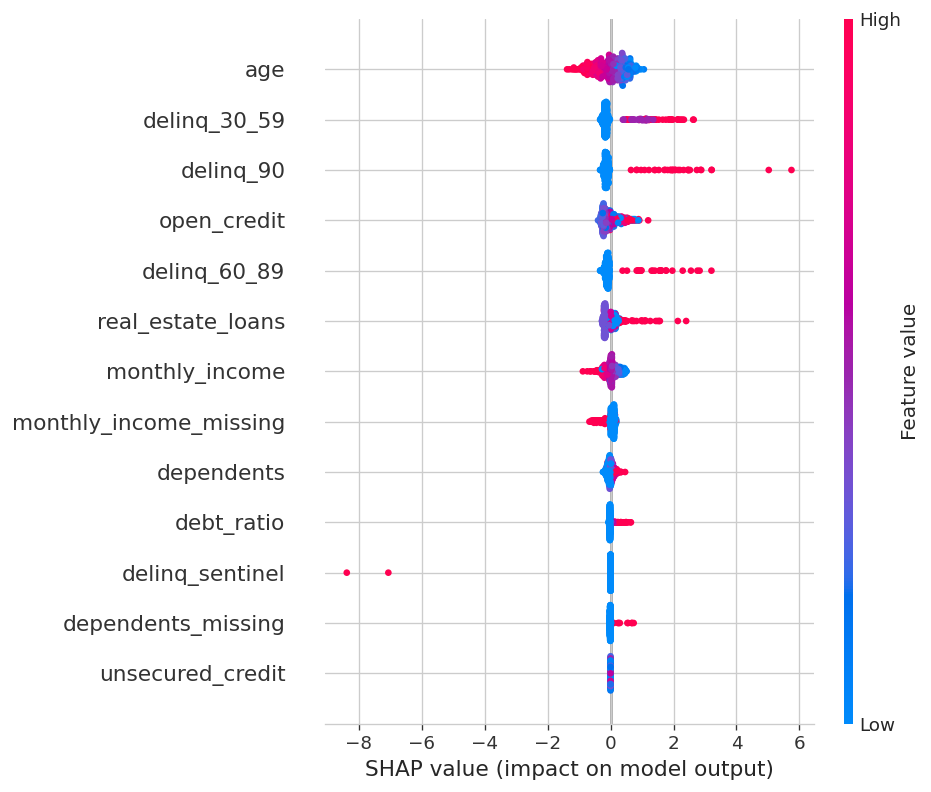 High
age
delinq_30_59
delinq_90
open_credit
delinq_60_89
real_estate_loans
monthly_income
monthly_income_missing
dependents
debt_ratio
delinq_sentinel
dependents_missing
unsecured_credit
Feature value
Low
−8 −6 −4 −2 0 2 4 6
SHAP value (impact on model output)